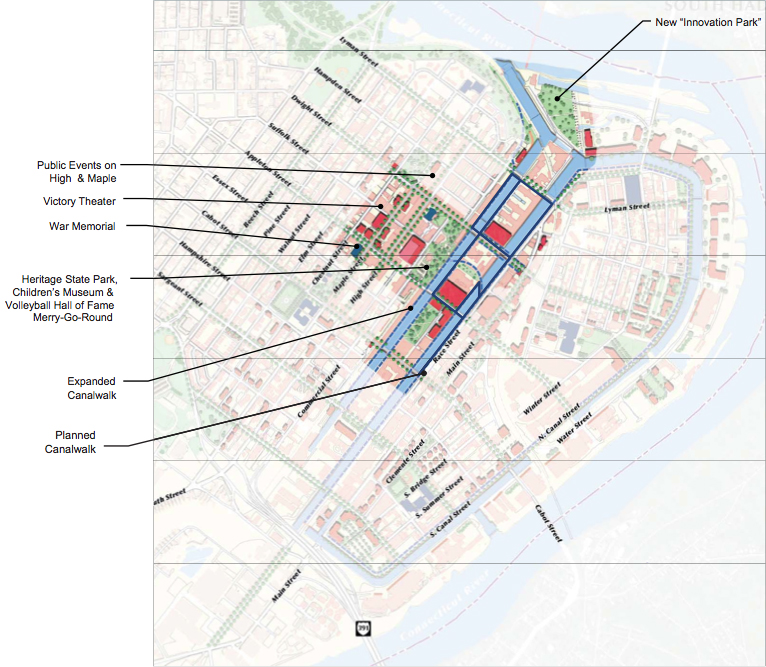 SOUTH HAD
New "Innovation Park"
Lyman Street
Hampden Street
Dwight Street
Suffolk Street
Appleton Street
Essex Street
Beech Street
Cabot Street
Pine Street
Walnut Street
Elm Street
Hampshire Street
Chestnut Street
Maple Street
Sargeant Street
High Street
Lyman Street
Public Events on
High & Maple
Victory Theater
War Memorial
Heritage State Park,
Children's Museum &
Volleyball Hall of Fame
Merry-Go-Round
Expanded
Canalwalk
Planned
Canalwalk
Race Street
Main Street
Commercial Street
Winter Street
N. Canal Street
Water Street
Clemente Street
S. Bridge Street
S. Summer Street
S. Canal Street
Cabot Street
Main Street
Connecticut River
391